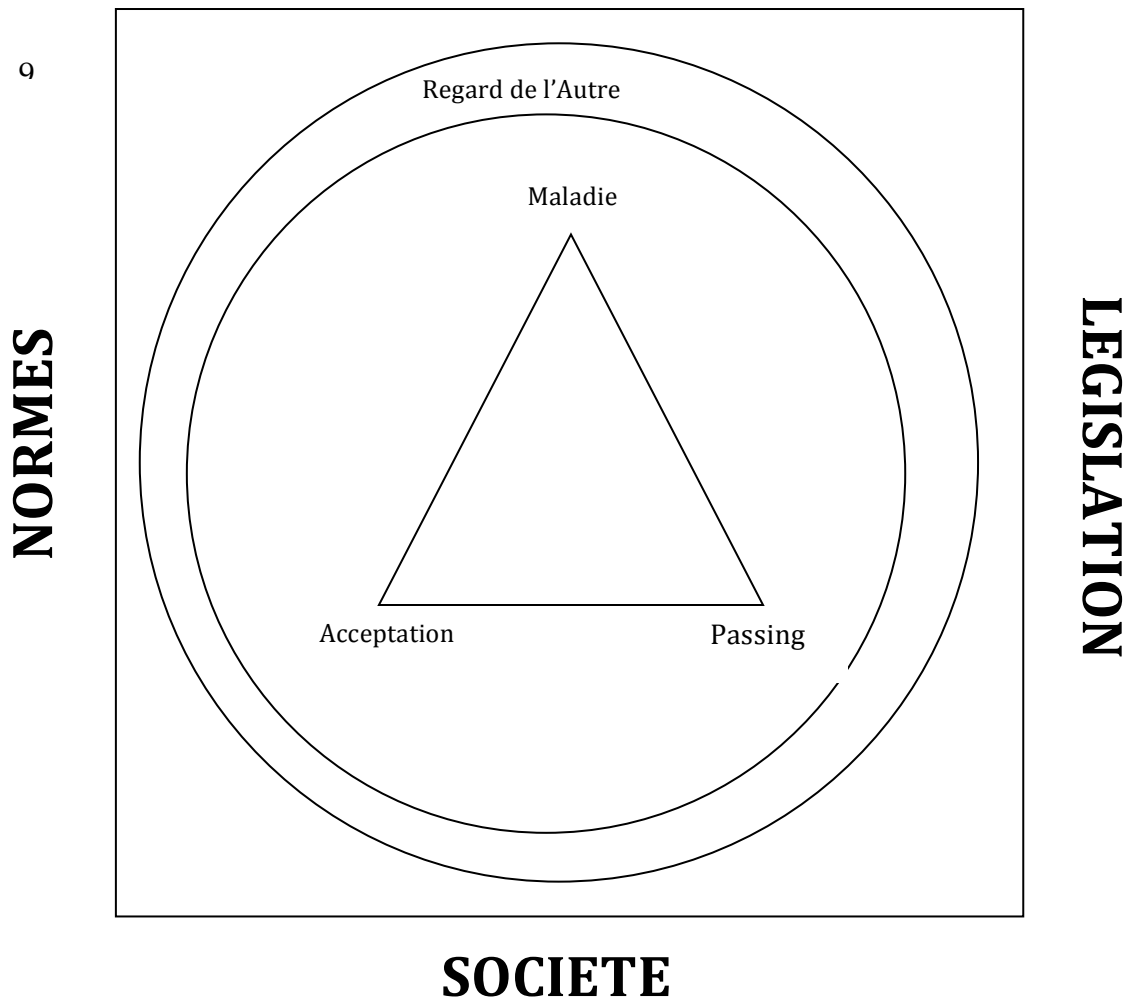 9
Regard de l’Autre
Maladie
NORMES
LEGISLATION
Acceptation
Passing
SOCIETE